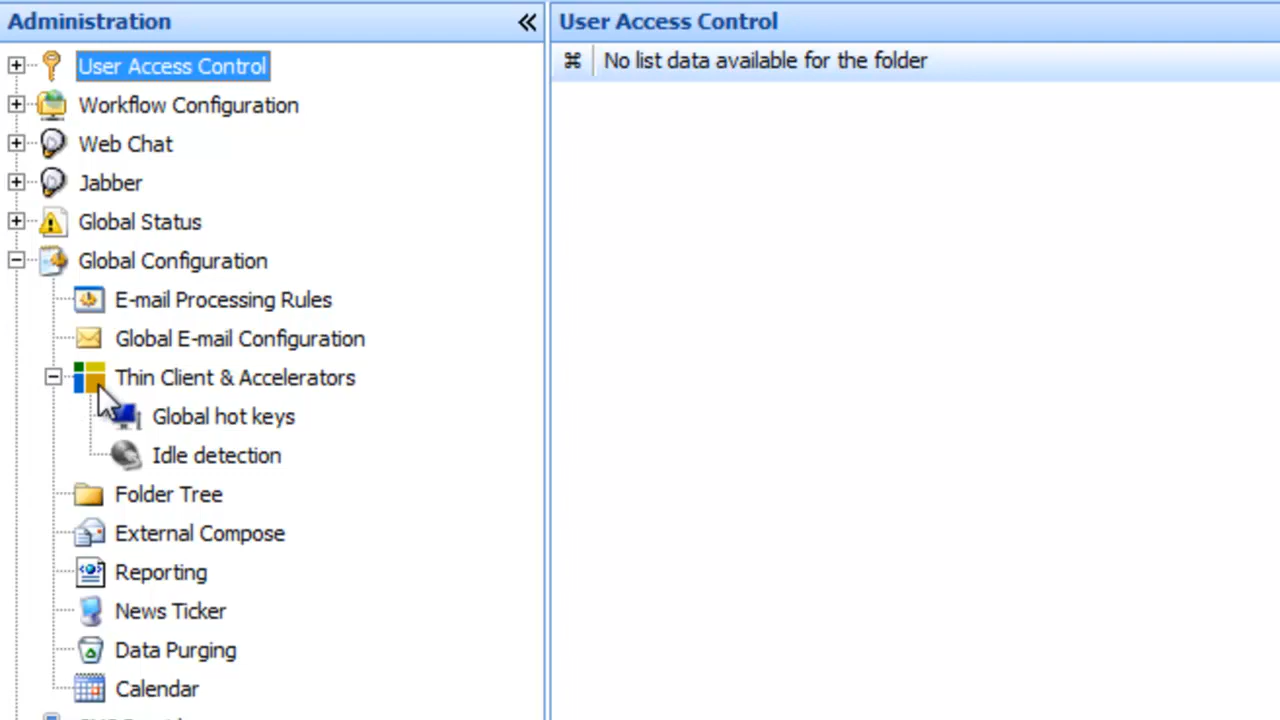 Administration
User Access Control
Workflow Configuration
Web Chat
Jabber
Global Status
Global Configuration
E-mail Processing Rules
Global E-mail Configuration
Thin Client & Accelerators
Global hot keys
Idle detection
Folder Tree
External Compose
Reporting
News Ticker
Data Purging
Calendar
User Access Control
No list data available for the folder